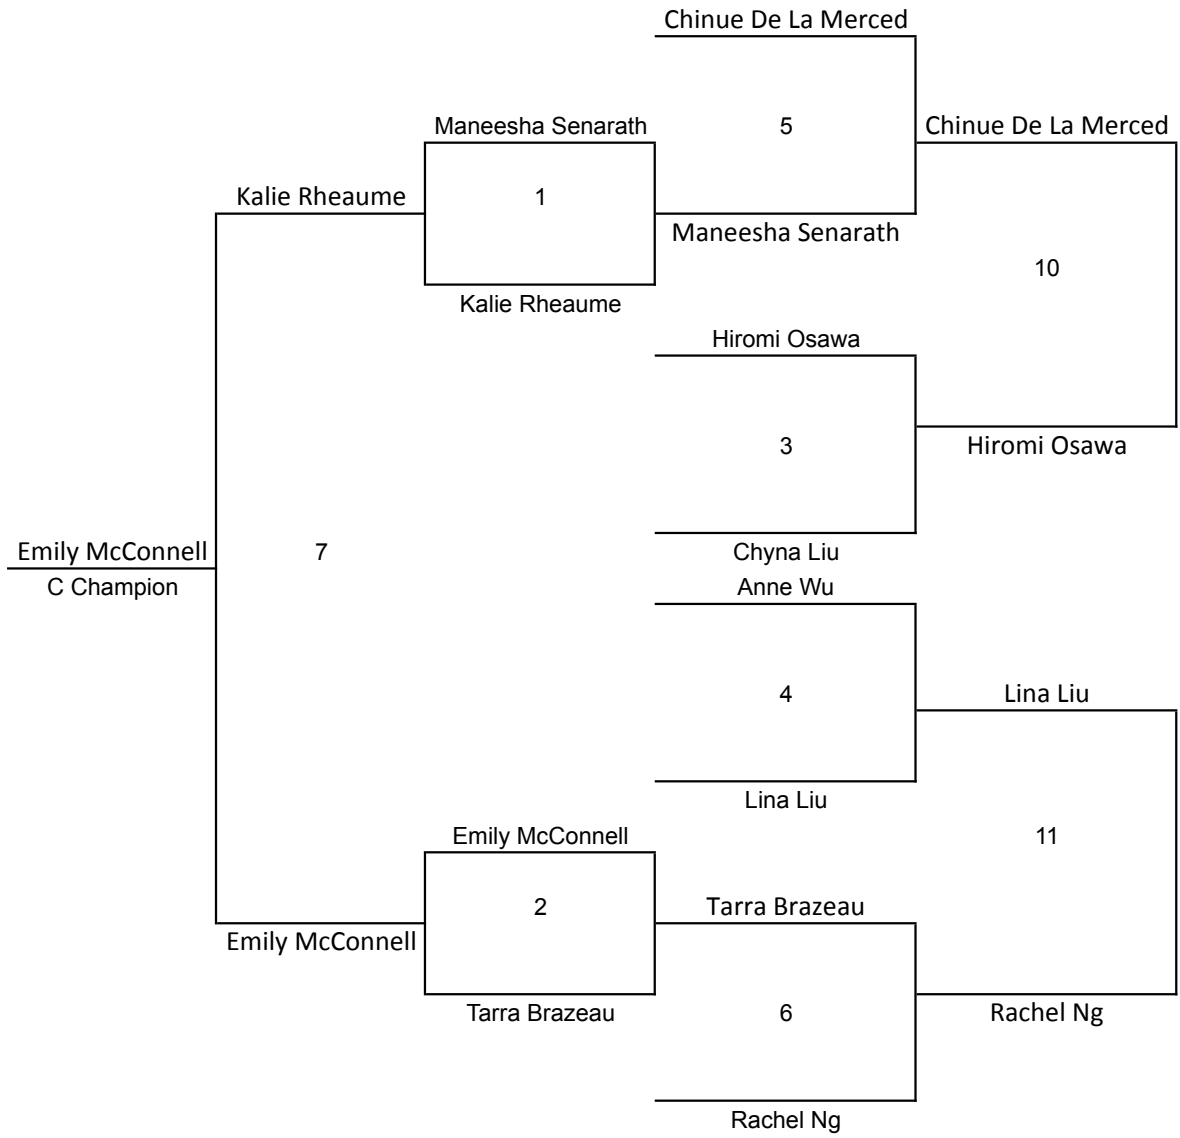 Chinue De La Merced
Maneesha Senarath
5
Chinue De La Merced
Kalie Rheaume
1
Maneesha Senarath
10
Kalie Rheaume
Hiromi Osawa
3
Hiromi Osawa
Emily McConnell
7
Chyna Liu
C Champion
Anne Wu
4
Lina Liu
Lina Liu
Emily McConnell
11
2
Tarra Brazeau
Emily McConnell
Tarra Brazeau
6
Rachel Ng
Rachel Ng